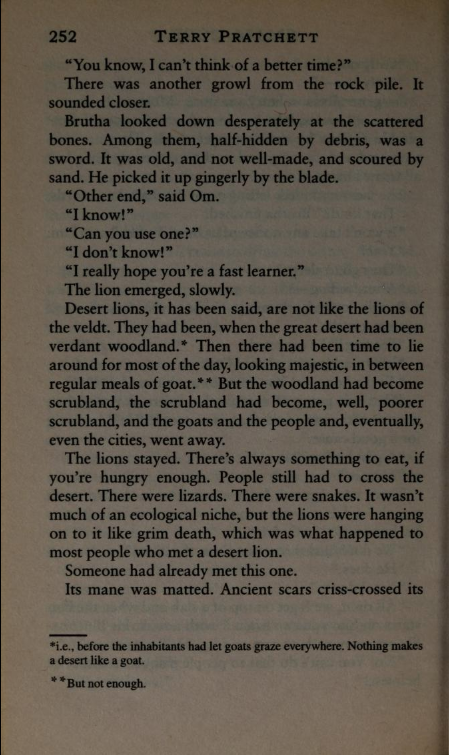 252 TERRY PRATCHETT
“You know, I can’t think of a better time?”
There was another growl from the rock pile. It
sounded closer.
Brutha looked down desperately at the scattered
bones. Among them, half-hidden by debris, was a
sword. It was old, and not well-made, and scoured by
sand. He picked it up gingerly by the blade.
“Other end,” said Om.
“I know!”
“Can you use one?”
“I don’t know!”
“I really hope you’re a fast learner.”
The lion emerged, slowly.
Desert lions, it has been said, are not like the lions of
the veldt. They had been, when the great desert had been
verdant woodland.* Then there had been time to lie
around for most of the day, looking majestic, in between
regular meals of goat.** But the woodland had become
scrubland, the scrubland had become, well, poorer
scrubland, and the goats and the people and, eventually,
even the cities, went away.
The lions stayed. There’s always something to eat, if
you’re hungry enough. People still had to cross the
desert. There were lizards. There were snakes. It wasn’t
much of an ecological niche, but the lions were hanging
on to it like grim death, which was what happened to
most people who met a desert lion.
Someone had already met this one.
Its mane was matted. Ancient scars criss-crossed its
*i.e., before the inhabitants had let goats graze everywhere. Nothing makes
a desert like a goat.
**But not enough.